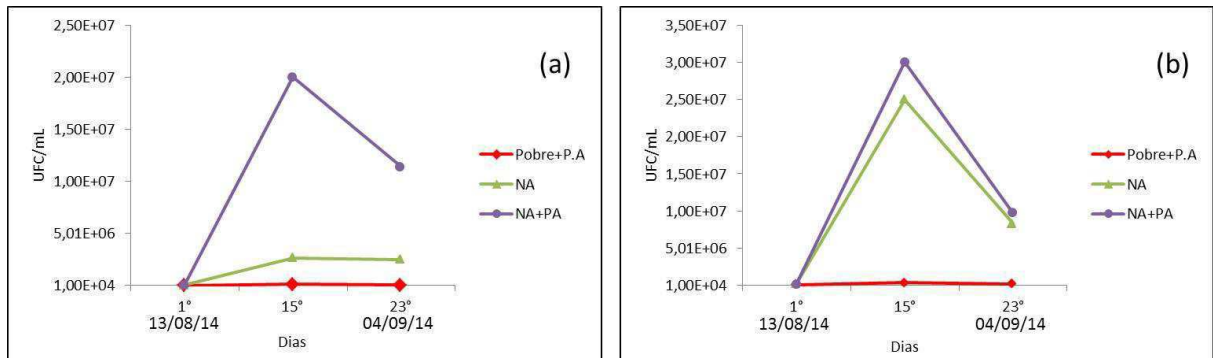 2,50E+07
2,00E+07
1,50E+07
1,00E+07
5,01E+06
1,00E+04
UFC/mL
(a)
Pobre+P.A
NA
NA+PA
1° 15° 23°
13/08/14 04/09/14
Dias
3,50E+07
3,00E+07
2,50E+07
2,00E+07
1,50E+07
1,00E+07
5,01E+06
1,00E+04
UFC/mL
(b)
Pobre+P.A
NA
NA+PA
1° 15° 23°
13/08/14 04/09/14
Dias